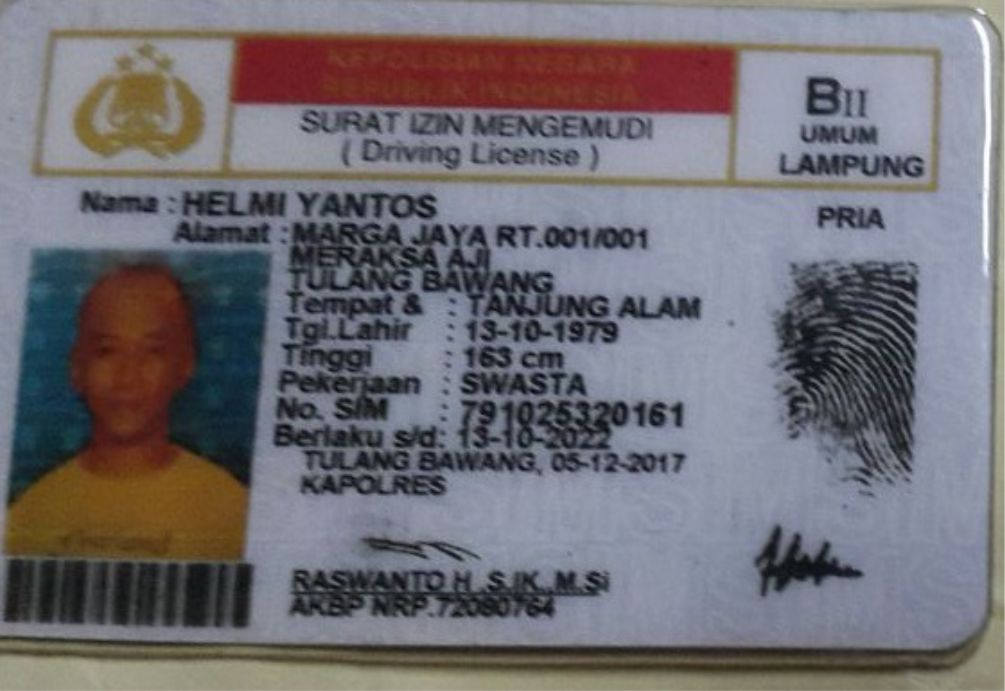 KEPOLISIAN NEGARA
REPUBLIK INDONESIA
SURAT IZIN MENGEMUDI
( Driving License )
BII
UMUM
LAMPUNG
PRIA
Nama : HELMI YANTOS
Alamat : MARGA JAYA RT.001/001
MERAKSA AJI
TULANG BAWANG
Tempat & : TANJUNG ALAM
Tgl.Lahir : 13-10-1979
Tinggi : 163 cm
Pekerjaan : SWASTA
No. SIM : 791025320161
Berlaku s/d: 13-10-2022
TULANG BAWANG, 05-12-2017
KAPOLRES
RASWANTO H ,S.IK.,M.Si
AKBP NRP.72080764